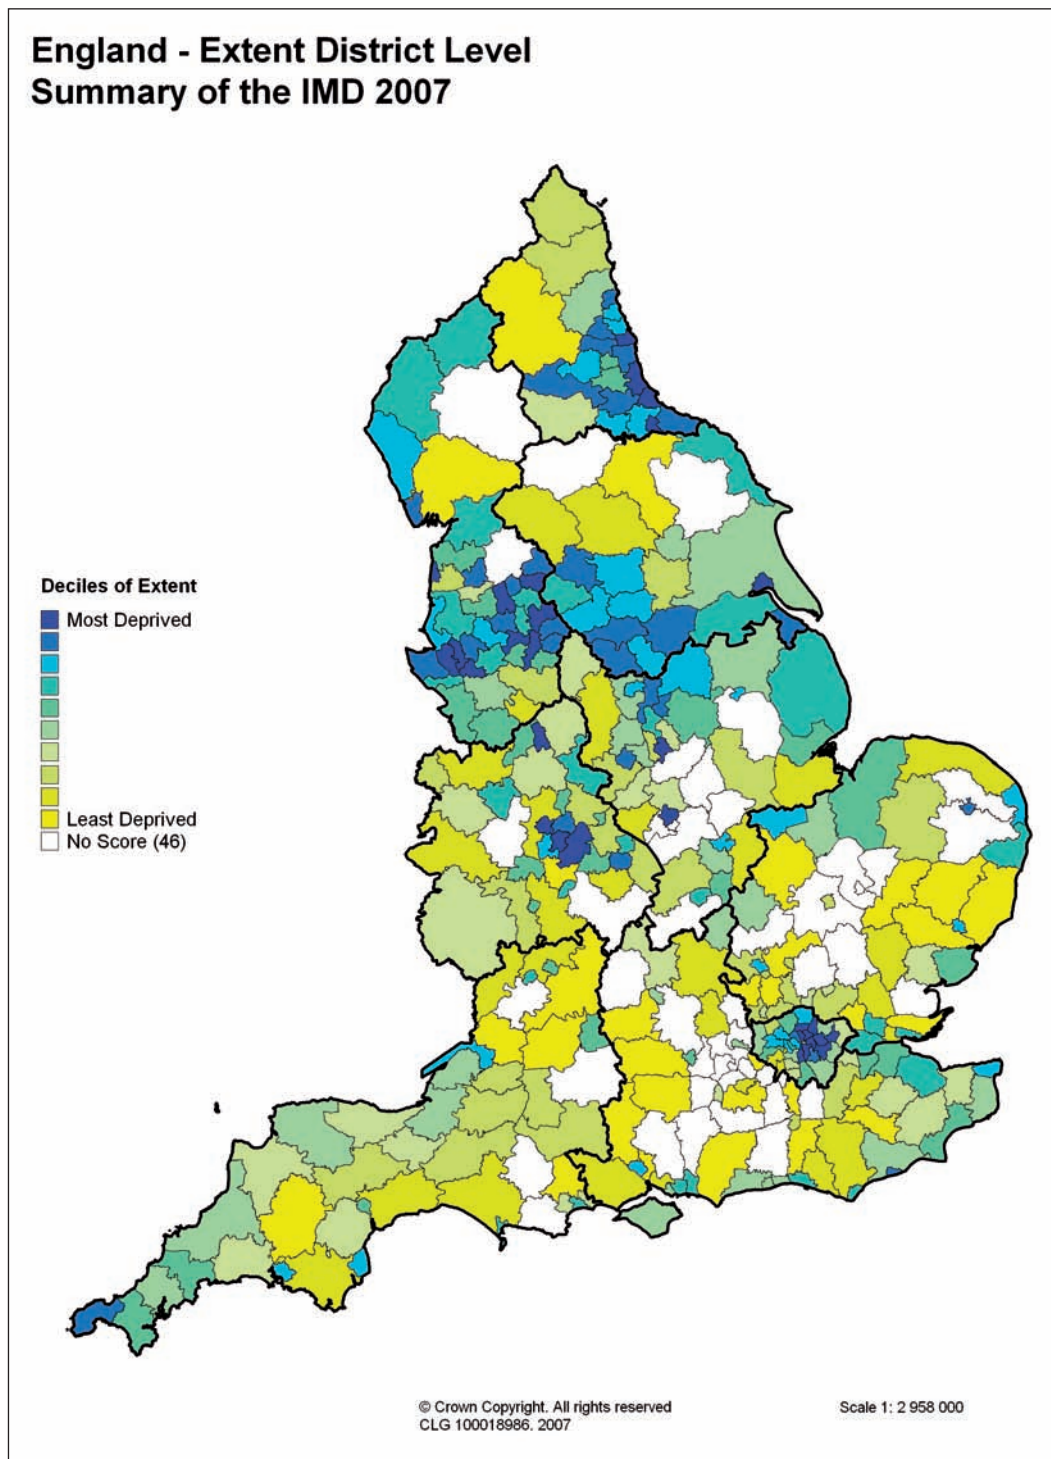 England - Extent District Level
Summary of the IMD 2007
Deciles of Extent
Most Deprived
Least Deprived
No Score (46)
© Crown Copyright. All rights reserved
CLG 100018986. 2007
Scale 1: 2 958 000